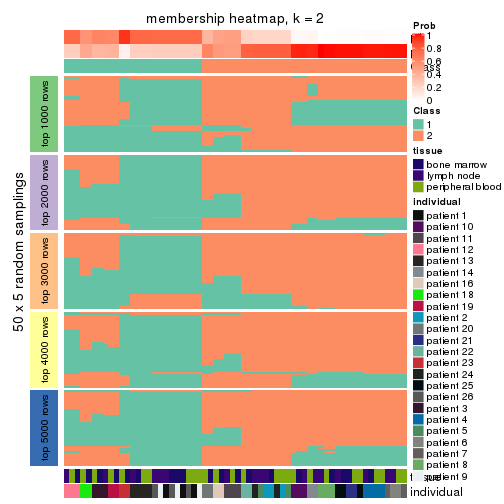 membership heatmap, k = 2
Prob
1
0.8
0.6
0.4
0.2
0
Class
1
2
tissue
bone marrow
lymph node
peripheral blood
individual
patient 1
patient 10
patient 11
patient 12
patient 13
patient 14
patient 16
patient 18
patient 19
patient 2
patient 20
patient 21
patient 22
patient 23
patient 24
patient 25
patient 26
patient 3
patient 4
patient 5
patient 6
patient 7
patient 8
patient 9
50 x 5 random samplings
top 1000 rows
top 2000 rows
top 3000 rows
top 4000 rows
top 5000 rows
individual